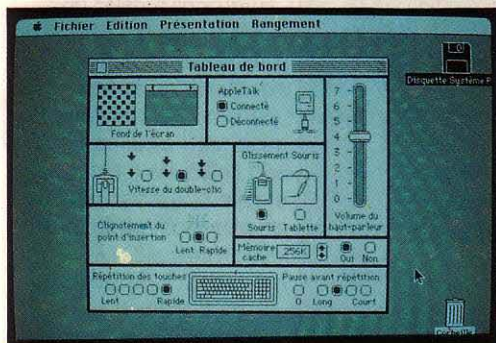 Fichier Edition Présentation Rangement
Disquette Système P
Tableau de bord
Fond de l'écran
AppleTalk
Connecté
Déconnecté
7
6
5
4
3
2
1
0
Volume du
haut-parleur
Vitesse du double-clic
Glissement Souris
Souris Tablette
Clignotement du
point d'insertion
Lent Rapide
Mémoire
cache
256K
Oui Non
Répétition des touches
Lent Rapide
Pause avant répétition
0 Long Court
Corbeille